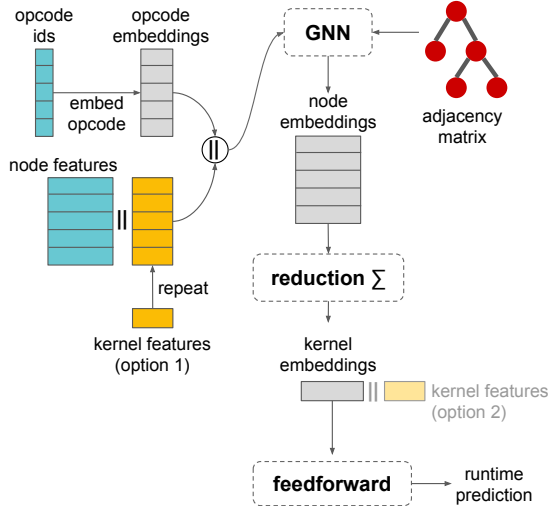 opcode
ids
opcode
embeddings
embed
opcode
||
node features
||
repeat
kernel features
(option 1)
GNN
adjacency
matrix
node
embeddings
reduction ∑
kernel
embeddings
||
kernel features
(option 2)
feedforward
runtime
prediction